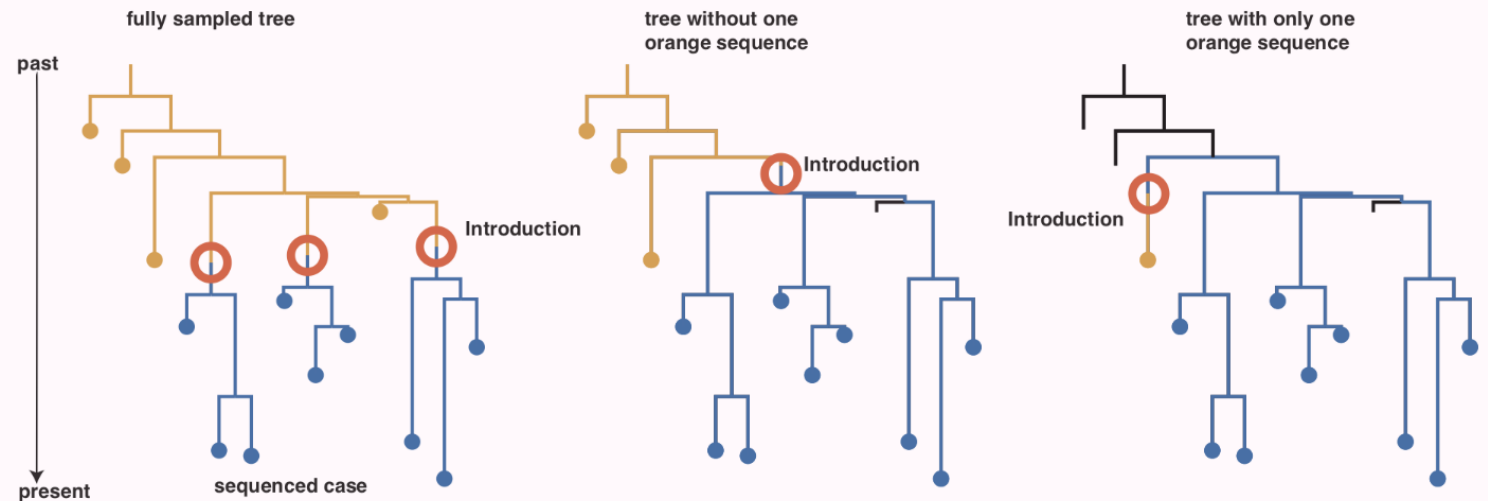 fully sampled tree
tree without one
orange sequence
tree with only one
orange sequence
past
Introduction
Introduction
Introduction
sequenced case
present